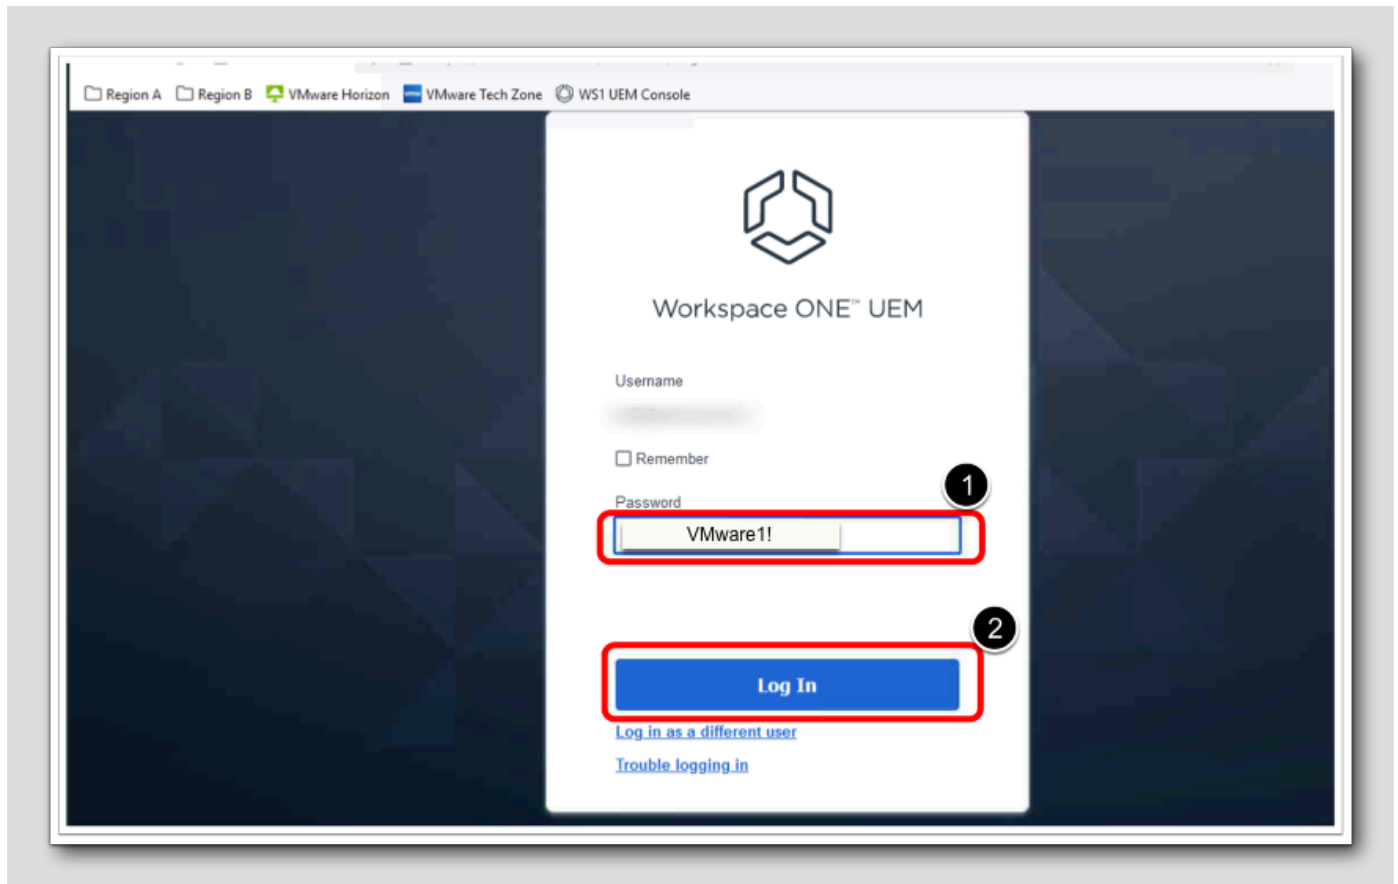 Region A Region B VMware Horizon VMware Tech Zone WS1 UEM Console
Workspace ONE™ UEM
Username
Remember
1
Password
VMware1!
2
Log In
Log in as a different user
Trouble logging in